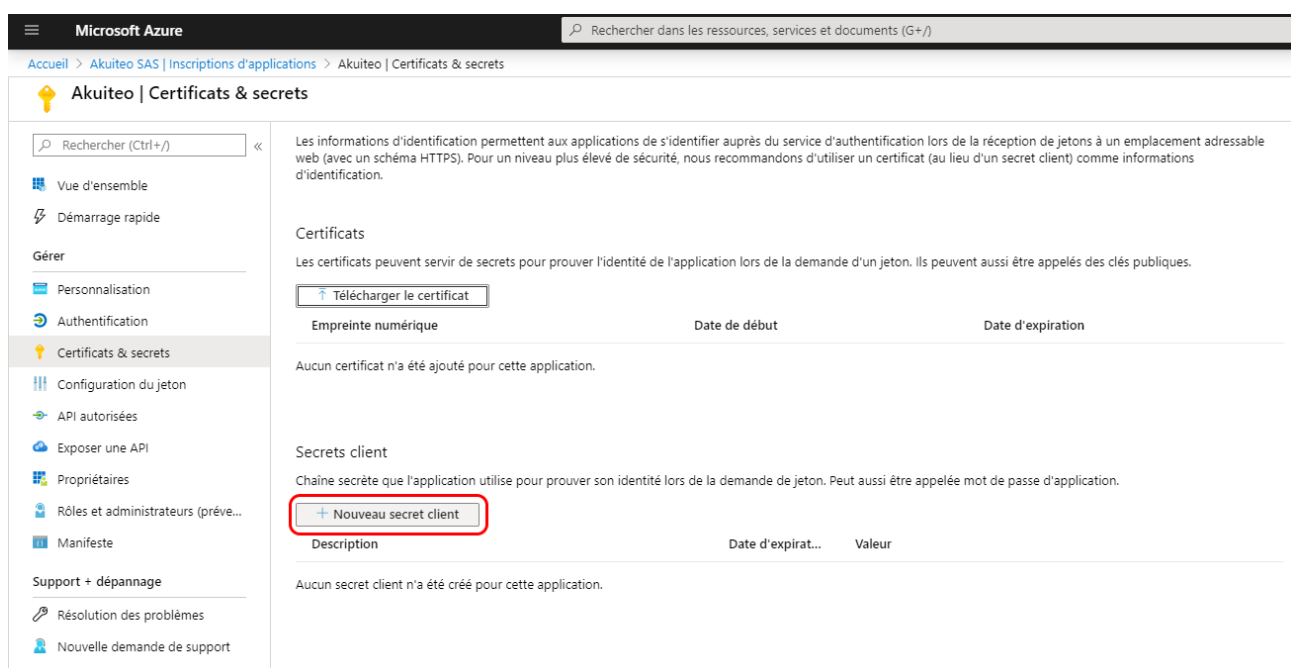 Microsoft Azure
Rechercher dans les ressources, services et documents (G+/)
Accueil > Akuiteo SAS | Inscriptions d'applications > Akuiteo | Certificats & secrets
Akuiteo | Certificats & secrets
Rechercher (Ctrl+/)
«
Vue d'ensemble
Démarrage rapide
Gérer
Personnalisation
Authentification
Certificats & secrets
Configuration du jeton
API autorisées
Exposer une API
Propriétaires
Rôles et administrateurs (préve...
Manifeste
Support + dépannage
Résolution des problèmes
Nouvelle demande de support
Les informations d'identification permettent aux applications de s'identifier auprès du service d'authentification lors de la réception de jetons à un emplacement adressable
web (avec un schéma HTTPS). Pour un niveau plus élevé de sécurité, nous recommandons d'utiliser un certificat (au lieu d'un secret client) comme informations
d'identification.
Certificats
Les certificats peuvent servir de secrets pour prouver l'identité de l'application lors de la demande d'un jeton. Ils peuvent aussi être appelés des clés publiques.
Télécharger le certificat
Empreinte numérique Date de début Date d'expiration
Aucun certificat n'a été ajouté pour cette application.
Secrets client
Chaîne secrète que l'application utilise pour prouver son identité lors de la demande de jeton. Peut aussi être appelée mot de passe d'application.
+ Nouveau secret client
Description Date d'expirat... Valeur
Aucun secret client n'a été créé pour cette application.